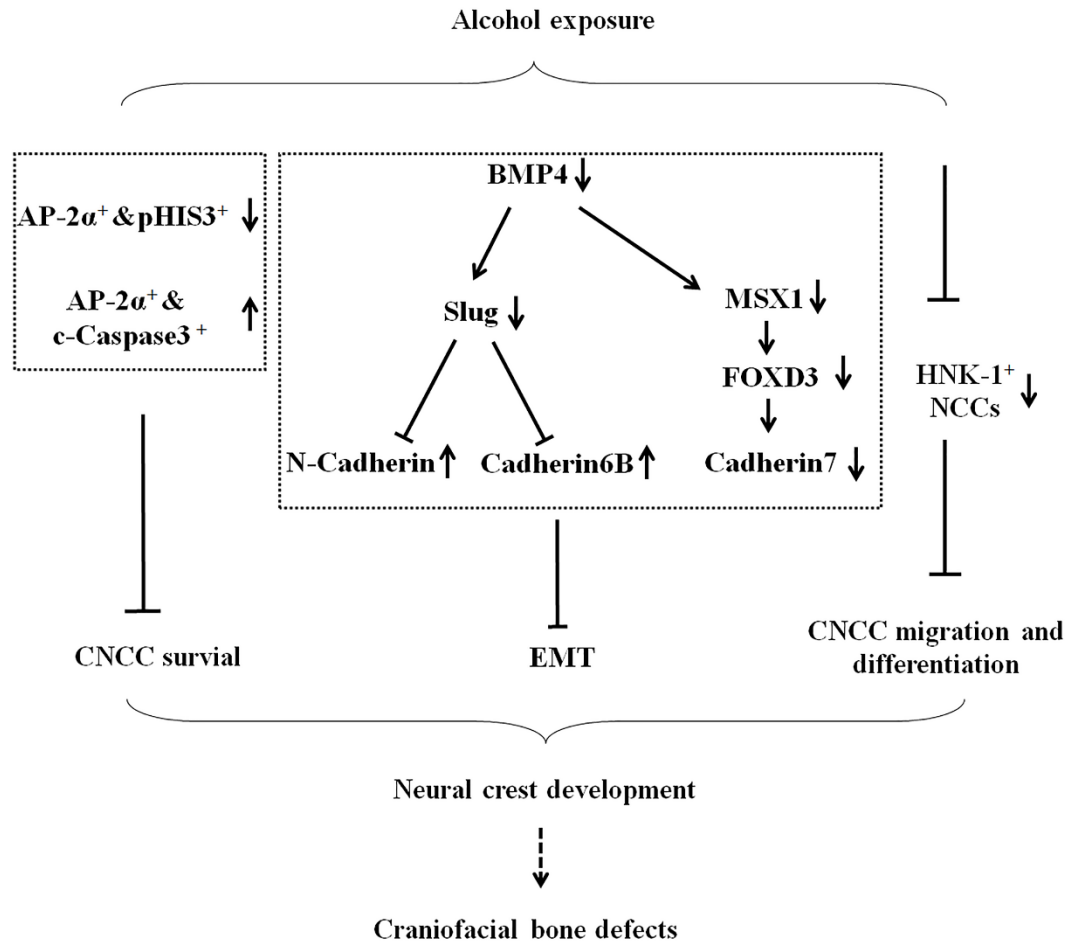 Alcohol exposure
AP-2α⁺ & pHIS3⁺ ↓
AP-2α⁺ &
c-Caspase3⁺ ↑
BMP4 ↓
Slug ↓
MSX1 ↓
FOXD3 ↓
N-Cadherin ↑ Cadherin6B ↑ Cadherin7 ↓
HNK-1⁺
NCCs ↓
CNCC survial
EMT
CNCC migration and
differentiation
Neural crest development
Craniofacial bone defects